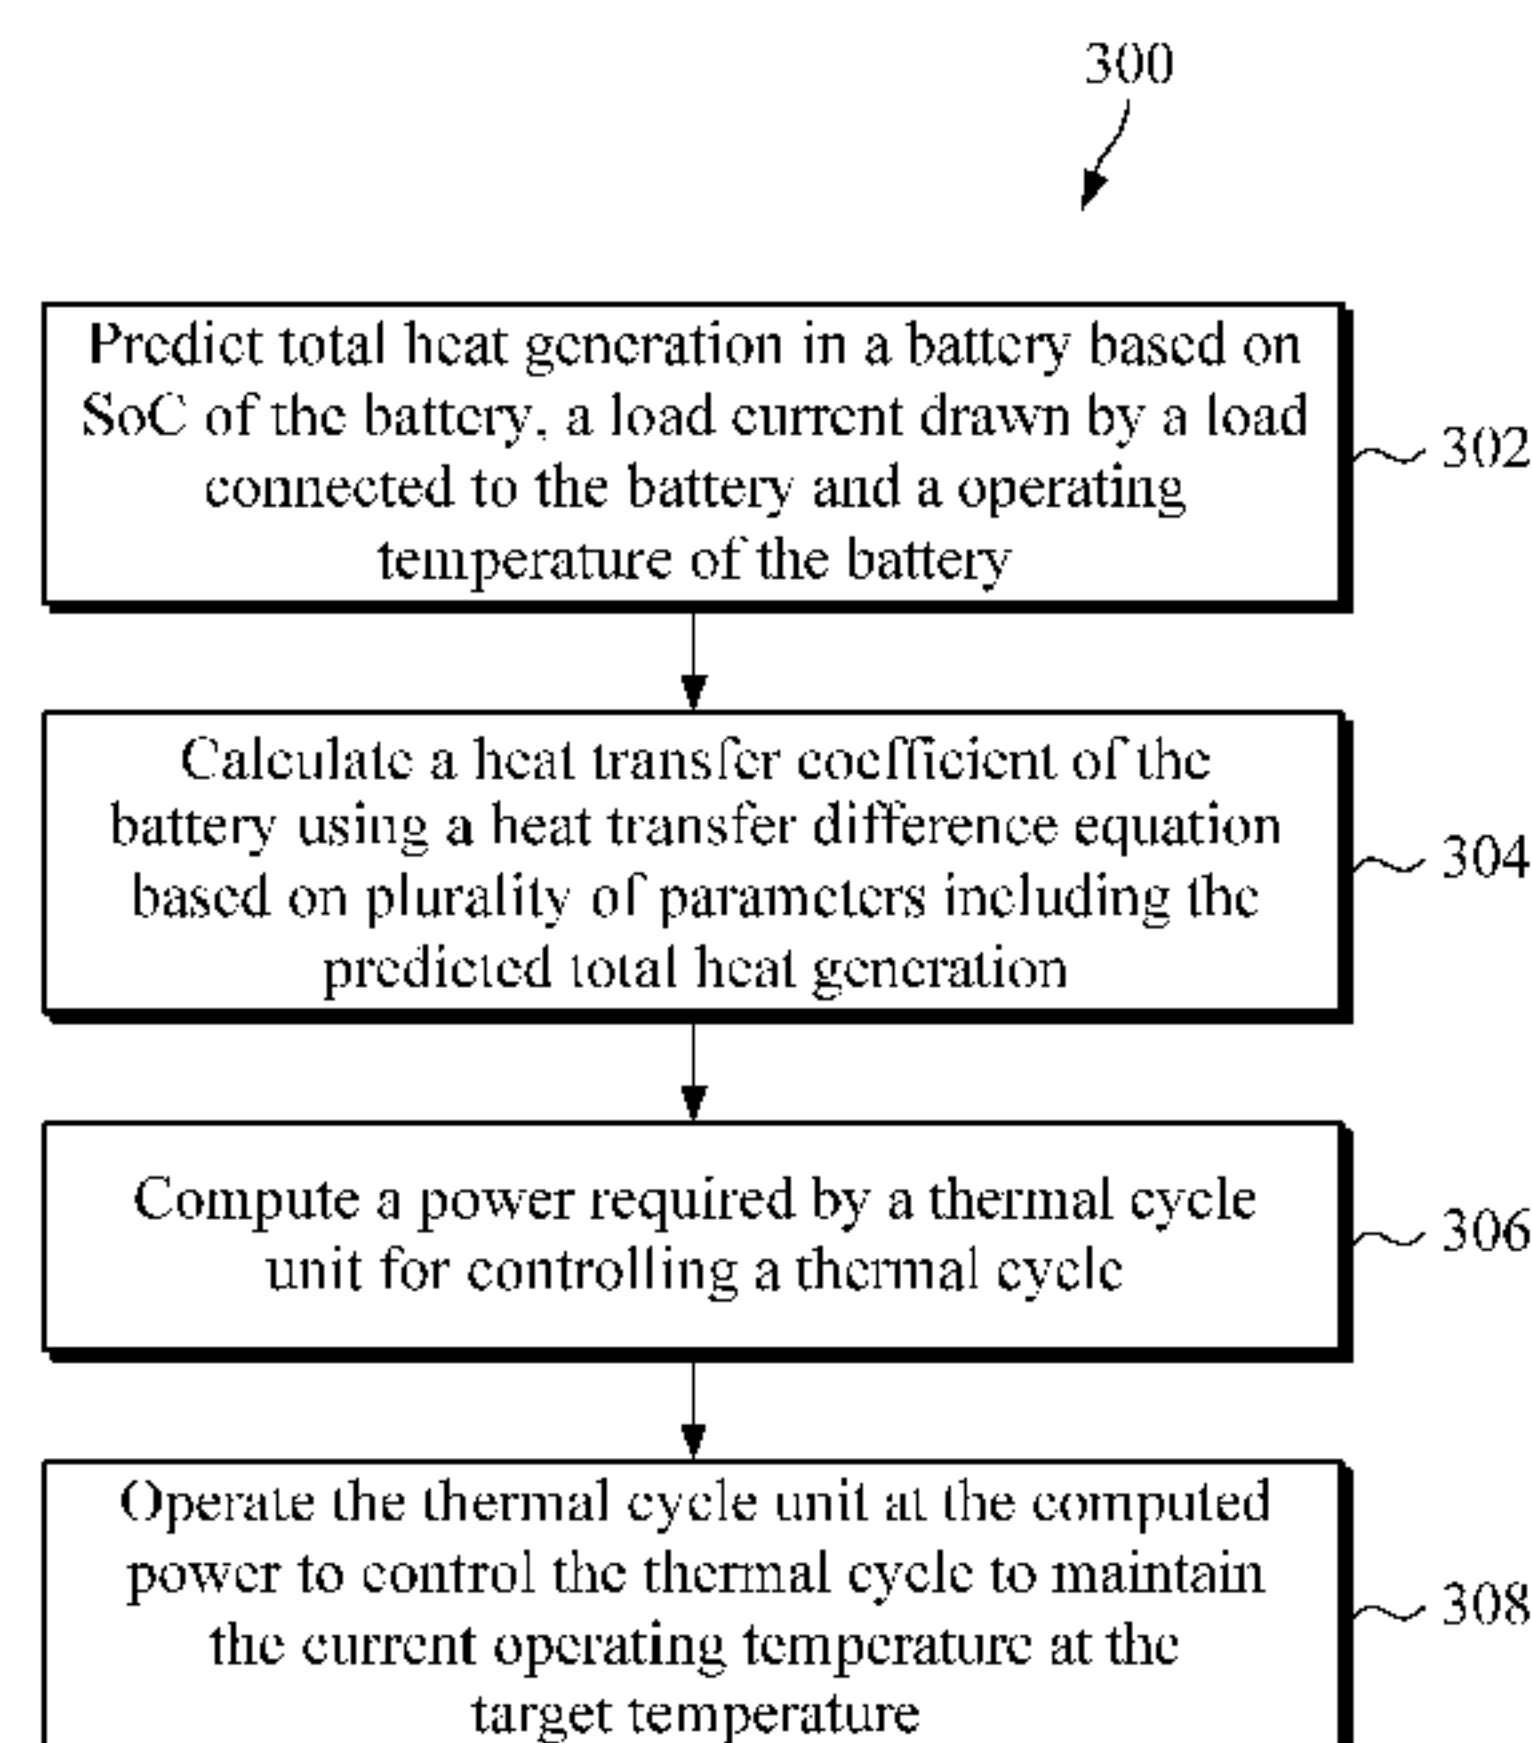 300
Predict total heat generation in a battery based on
SoC of the battery, a load current drawn by a load
connected to the battery and a operating
temperature of the battery
302
Calculate a heat transfer coefficient of the
battery using a heat transfer difference equation
based on plurality of parameters including the
predicted total heat generation
304
Compute a power required by a thermal cycle
unit for controlling a thermal cycle
306
Operate the thermal cycle unit at the computed
power to control the thermal cycle to maintain
the current operating temperature at the
target temperature
308